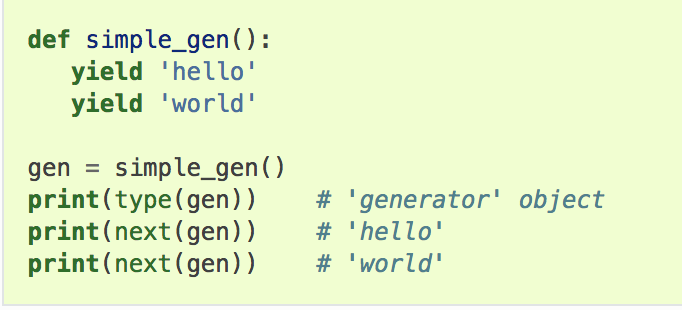 def simple_gen():
   yield 'hello'
   yield 'world'

gen = simple_gen()
print(type(gen))    # 'generator' object
print(next(gen))    # 'hello'
print(next(gen))    # 'world'